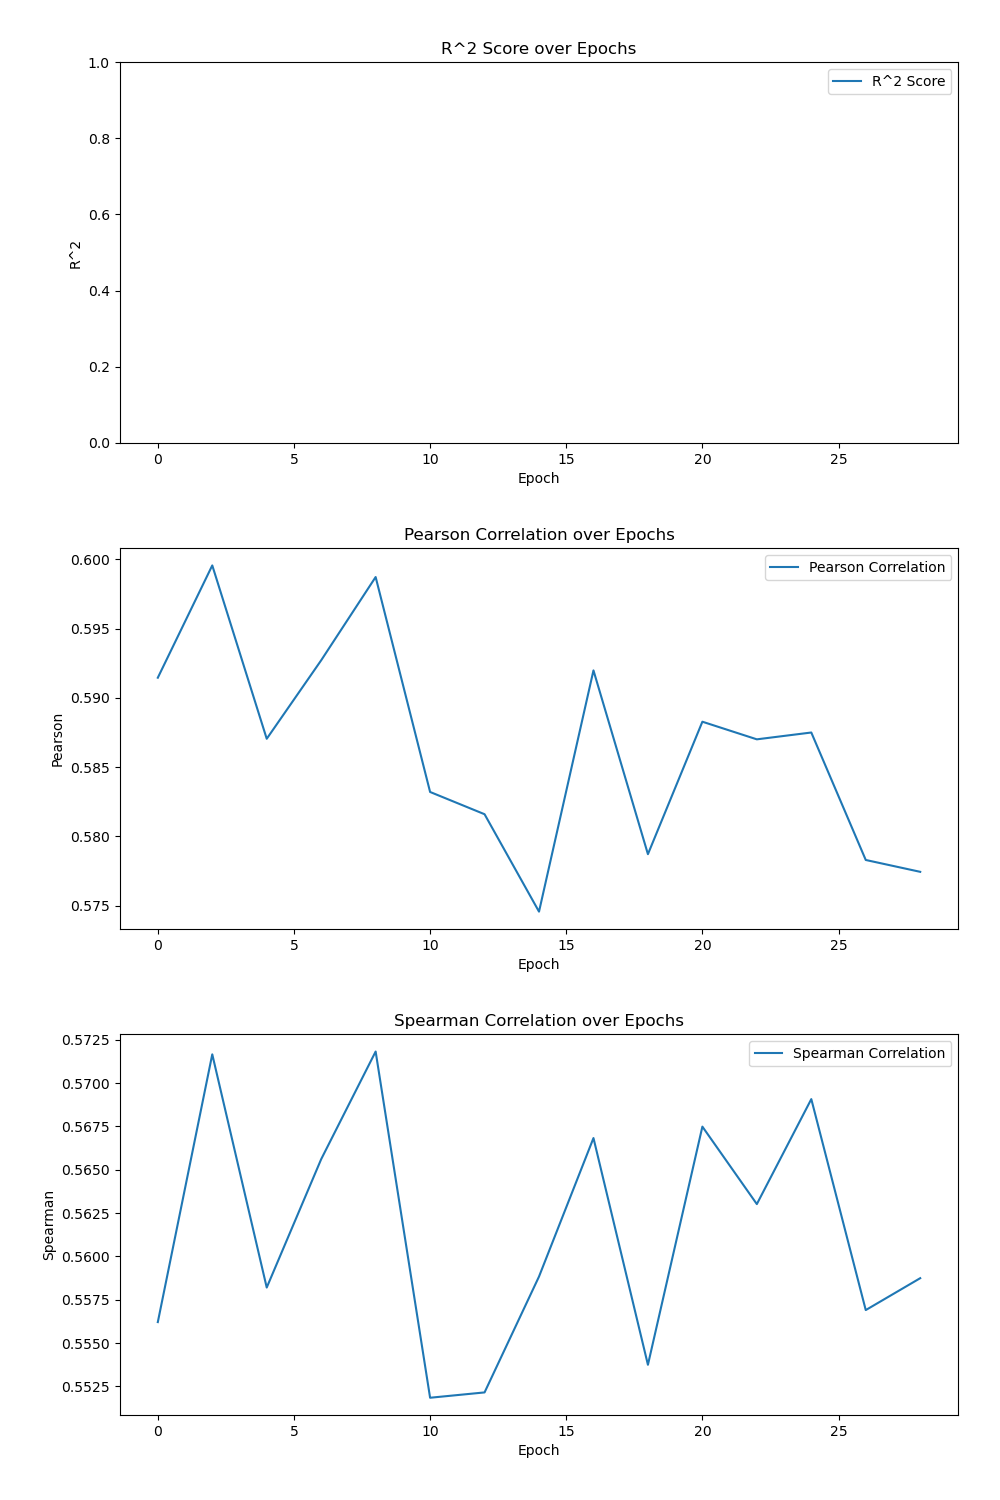 R^2 Score over Epochs
1.0
R^2 Score
0.8
0.6
R^2
0.4
0.2
0.0
0 5 10 15 20 25
Epoch
Pearson Correlation over Epochs
0.600
Pearson Correlation
0.595
0.590
Pearson
0.585
0.580
0.575
0 5 10 15 20 25
Epoch
Spearman Correlation over Epochs
0.5725
Spearman Correlation
0.5700
0.5675
0.5650
0.5625
Spearman
0.5600
0.5575
0.5550
0.5525
0 5 10 15 20 25
Epoch